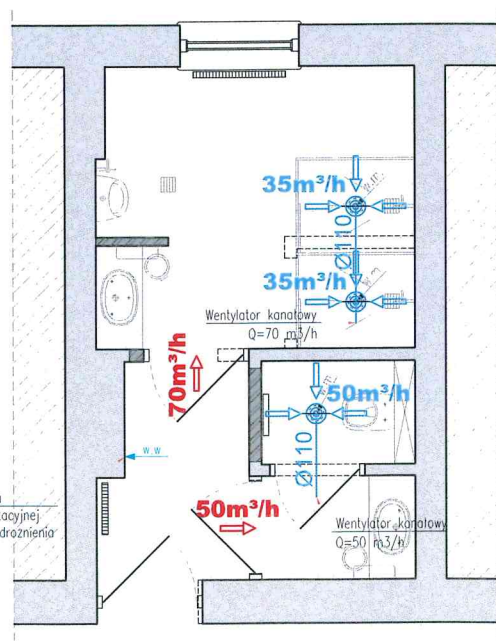 35m³/h
w.m
Ø110
35m³/h
w.m
Wentylator kanałowy
Q=70 m3/h
70m³/h
50m³/h
Ø110
w w
50m³/h
acyjnej
drożnienia
Wentylator kanałowy
Q=50 m3/h